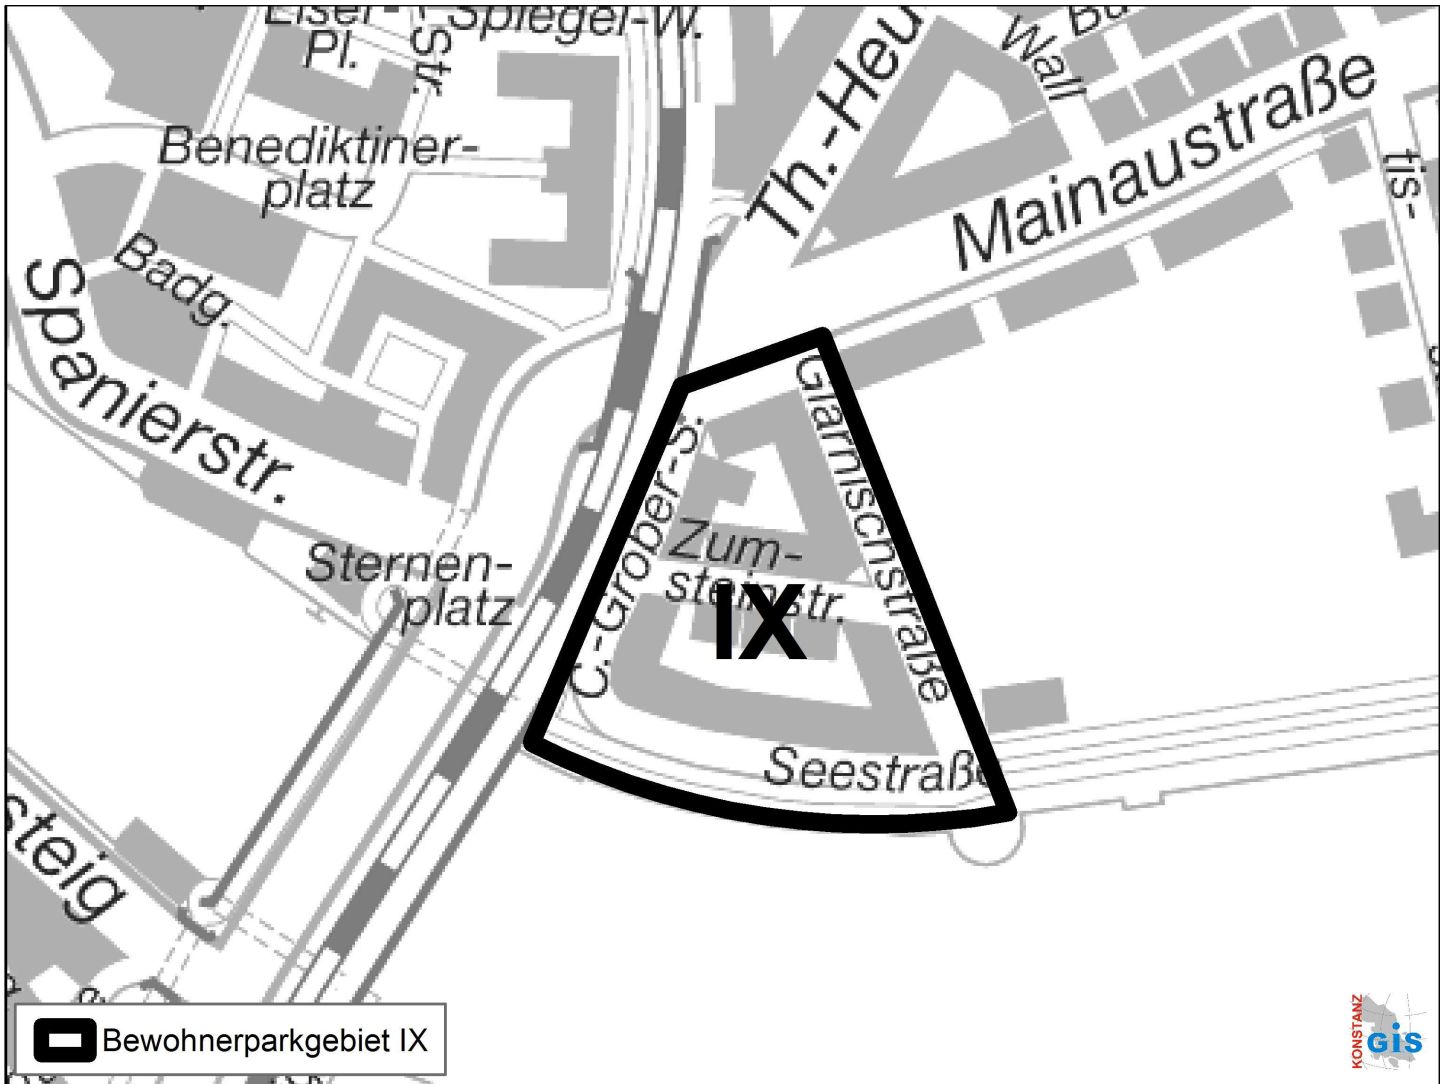 Eiser-
Pl.
Str.
Spiegel-W.
Th.-Heu
Wall
Mainaustraße
tis-
Benediktiner-
platz
Badg.
Spanierstr.
Sternen-
platz
C.-Gröber-S.
Glärnischstraße
Zum-
steinstr.
IX
Seestraße
steig
Bewohnerparkgebiet IX
KONSTANZ
GIS